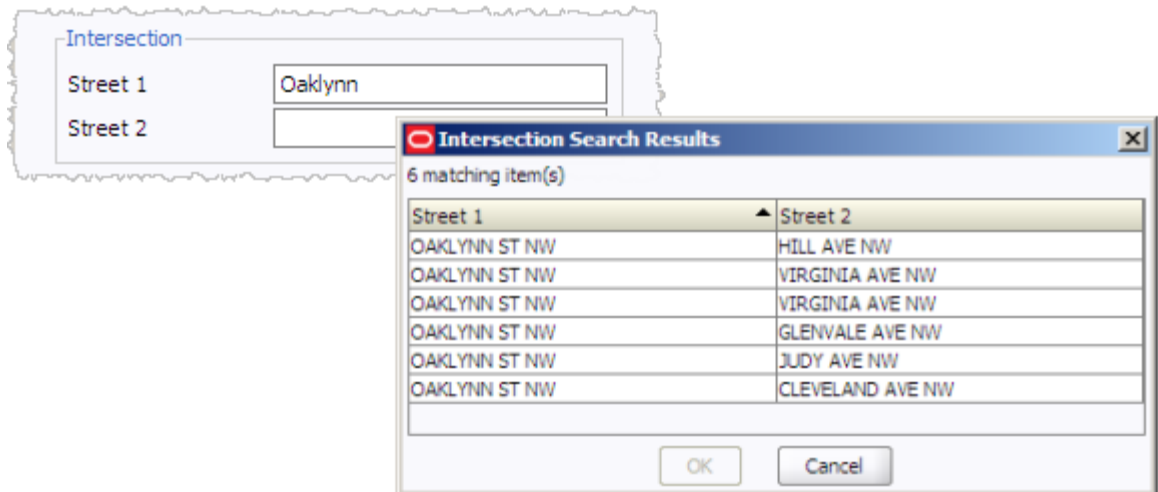 Intersection
Street 1 Oaklynn
Street 2
Intersection Search Results
6 matching item(s)
Street 1 Street 2
OAKLYNN ST NW HILL AVE NW
OAKLYNN ST NW VIRGINIA AVE NW
OAKLYNN ST NW VIRGINIA AVE NW
OAKLYNN ST NW GLENVALE AVE NW
OAKLYNN ST NW JUDY AVE NW
OAKLYNN ST NW CLEVELAND AVE NW
OK Cancel